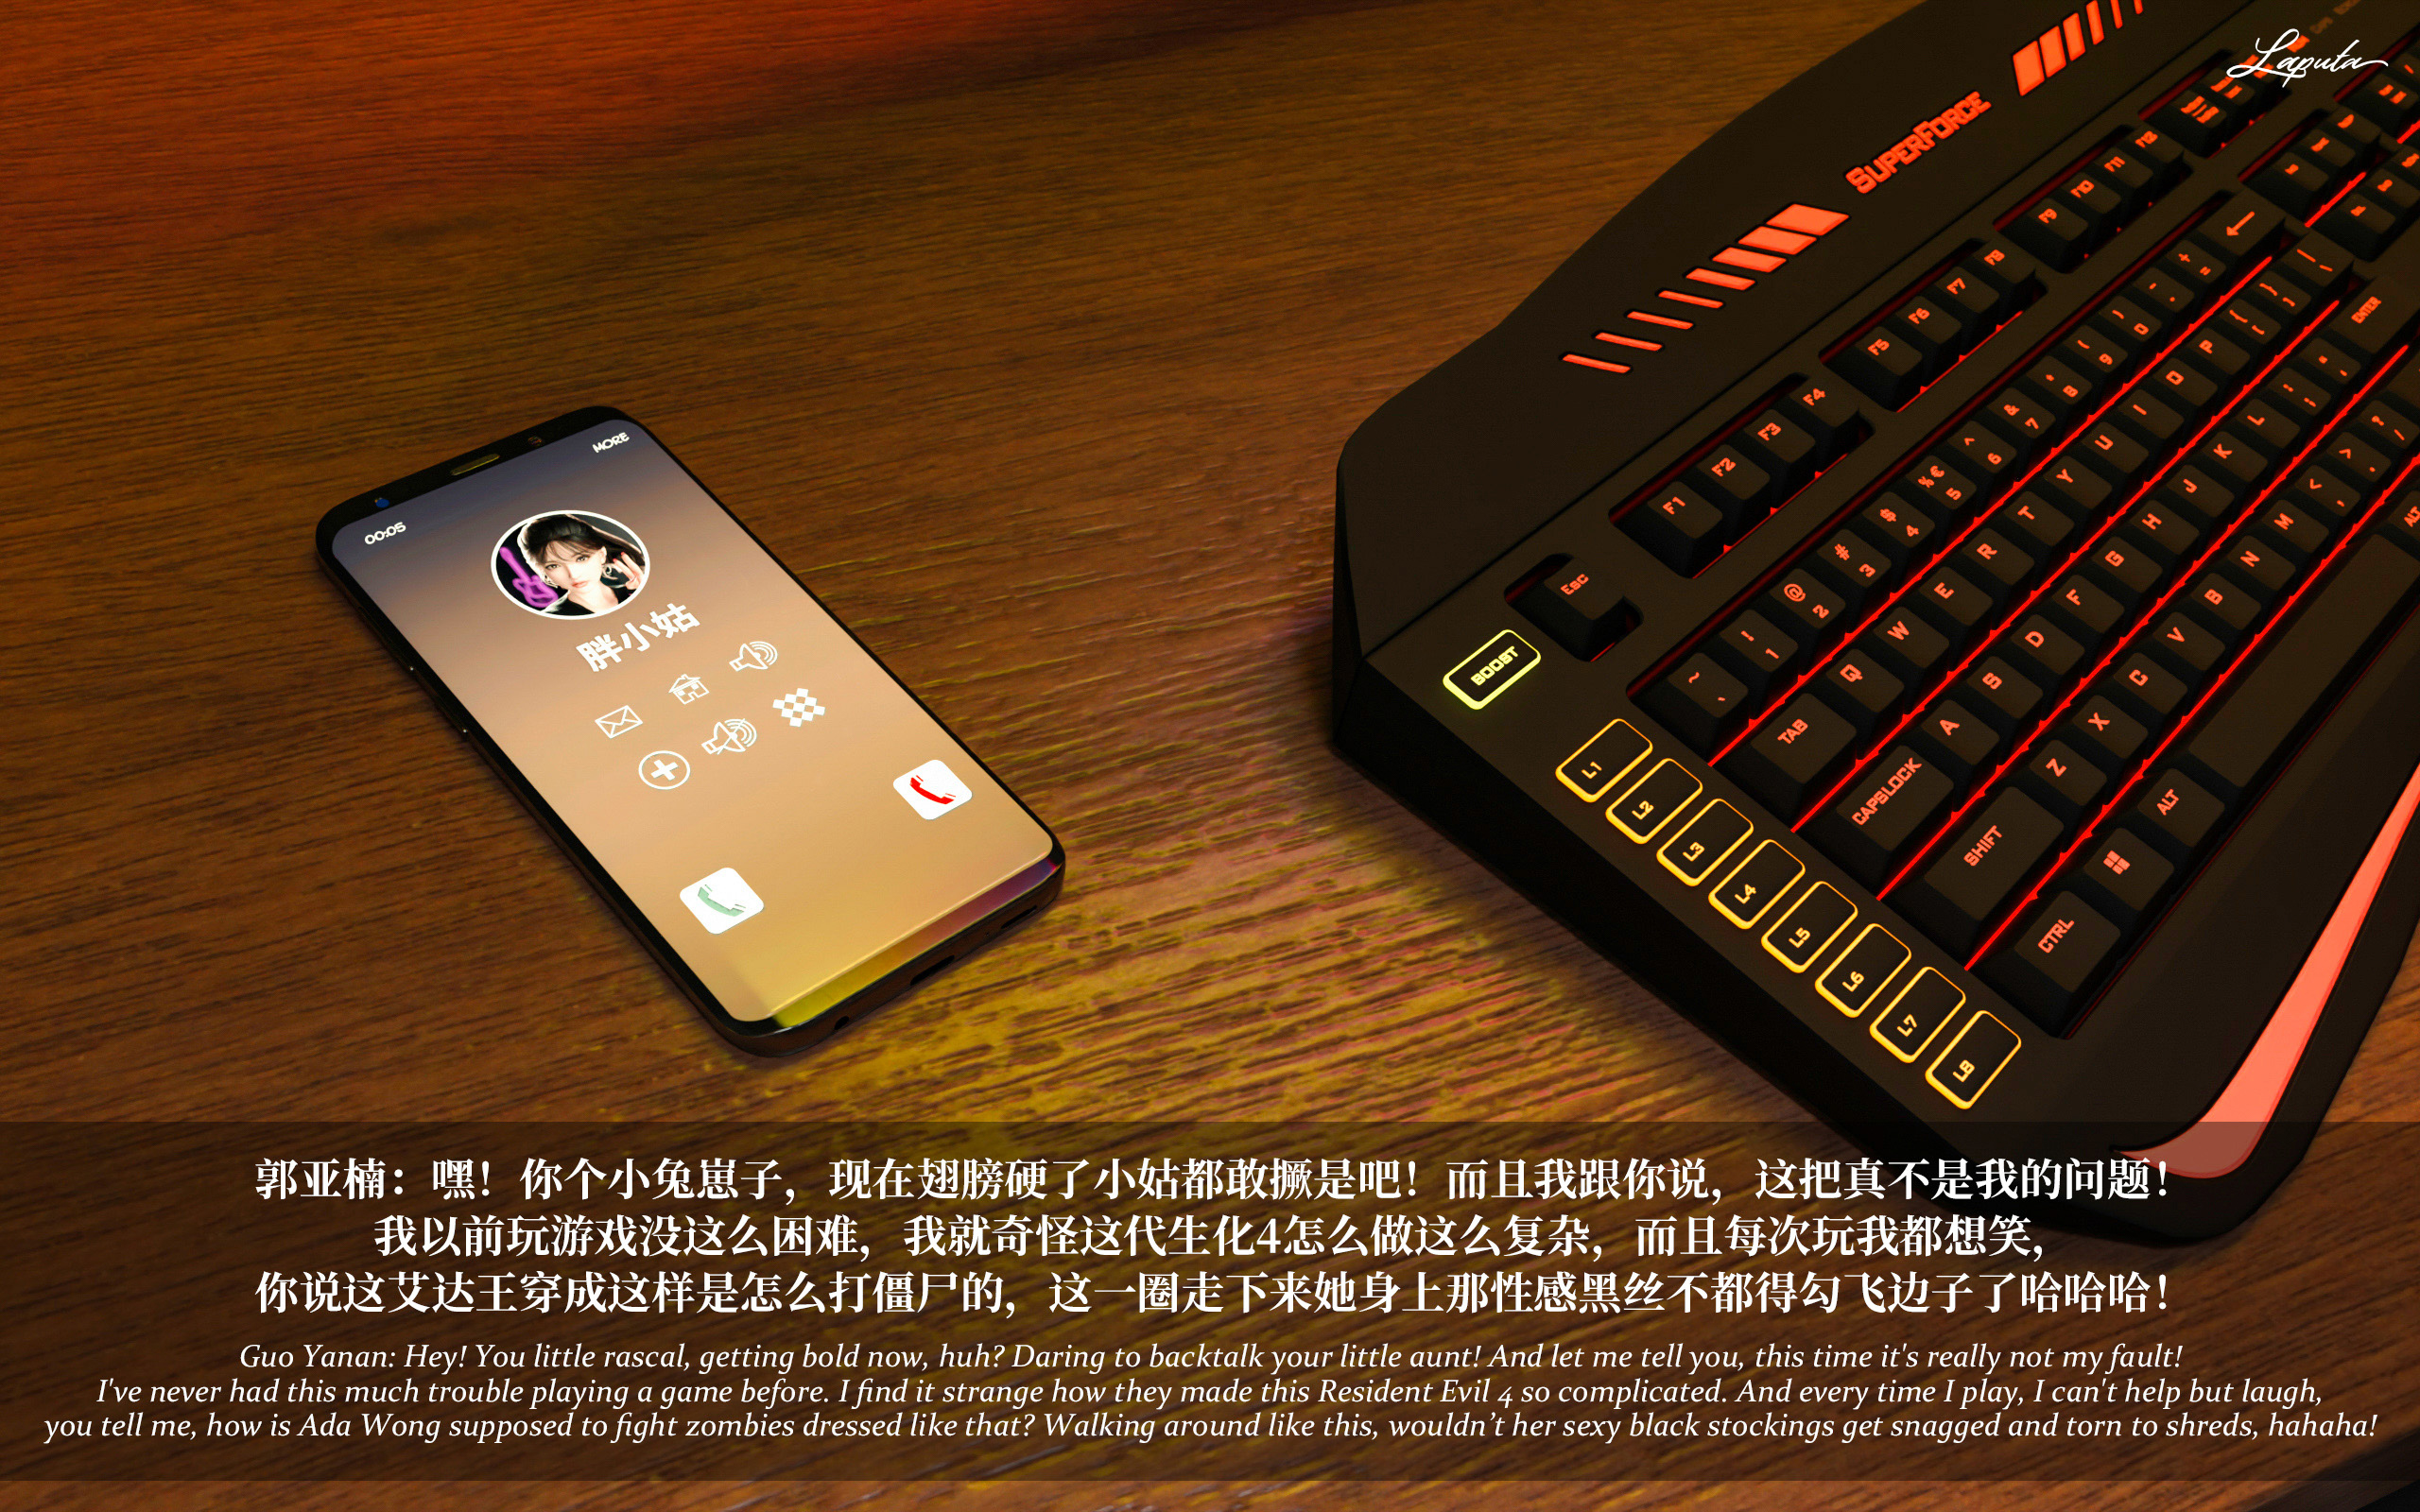 Laputa
SUPERFORCE
MORE
00:05
胖小姑
F1
F2
F3
F4
F5
F6
F7
F8
F9
F10
F11
F12
Esc
BOOST
~ `
! 1
@ 2
# 3
$ 4
%€ 5
^ 6
& 7
* 8
( 9
) 0
TAB
Q
W
E
R
T
Y
U
I
O
P
ENTER
CAPSLOCK
A
S
D
F
G
H
J
K
L
SHIFT
Z
X
C
V
B
N
M
CTRL
ALT
ALT
L1
L2
L3
L4
L5
L6
L7
L8
郭亚楠：嘿！你个小兔崽子，现在翅膀硬了小姑都敢撅是吧！而且我跟你说，这把真不是我的问题！
我以前玩游戏没这么困难，我就奇怪这代生化4怎么做这么复杂，而且每次玩我都想笑，
你说这艾达王穿成这样是怎么打僵尸的，这一圈走下来她身上那性感黑丝不都得勾飞边子了哈哈哈！
Guo Yanan: Hey! You little rascal, getting bold now, huh? Daring to backtalk your little aunt! And let me tell you, this time it's really not my fault!
I've never had this much trouble playing a game before. I find it strange how they made this Resident Evil 4 so complicated. And every time I play, I can't help but laugh,
you tell me, how is Ada Wong supposed to fight zombies dressed like that? Walking around like this, wouldn’t her sexy black stockings get snagged and torn to shreds, hahaha!